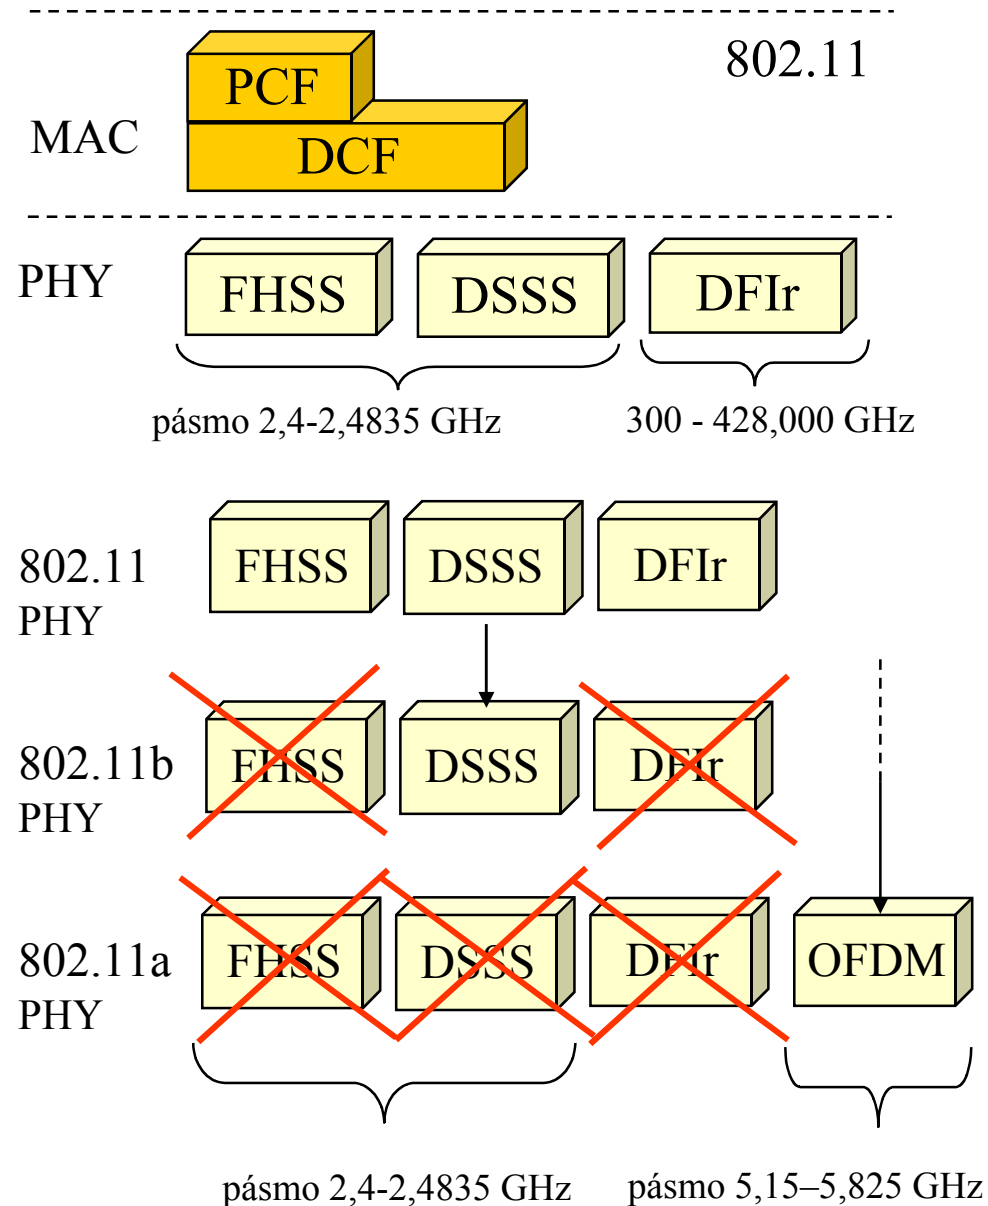 802.11
PCF
MAC
DCF
PHY
FHSS DSSS DFIr
pásmo 2,4-2,4835 GHz
300 - 428,000 GHz
802.11
PHY
FHSS DSSS DFIr
802.11b
PHY
FHSS DSSS DFIr
802.11a
PHY
FHSS DSSS DFIr OFDM
pásmo 2,4-2,4835 GHz
pásmo 5,15–5,825 GHz